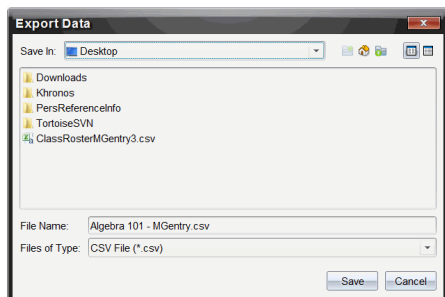 Export Data
Save In: Desktop
Downloads
Khronos
PersReferenceInfo
TortoiseSVN
ClassRosterMGentry3.csv
File Name: Algebra 101 - MGentry.csv
Files of Type: CSV File (*.csv)
Save Cancel